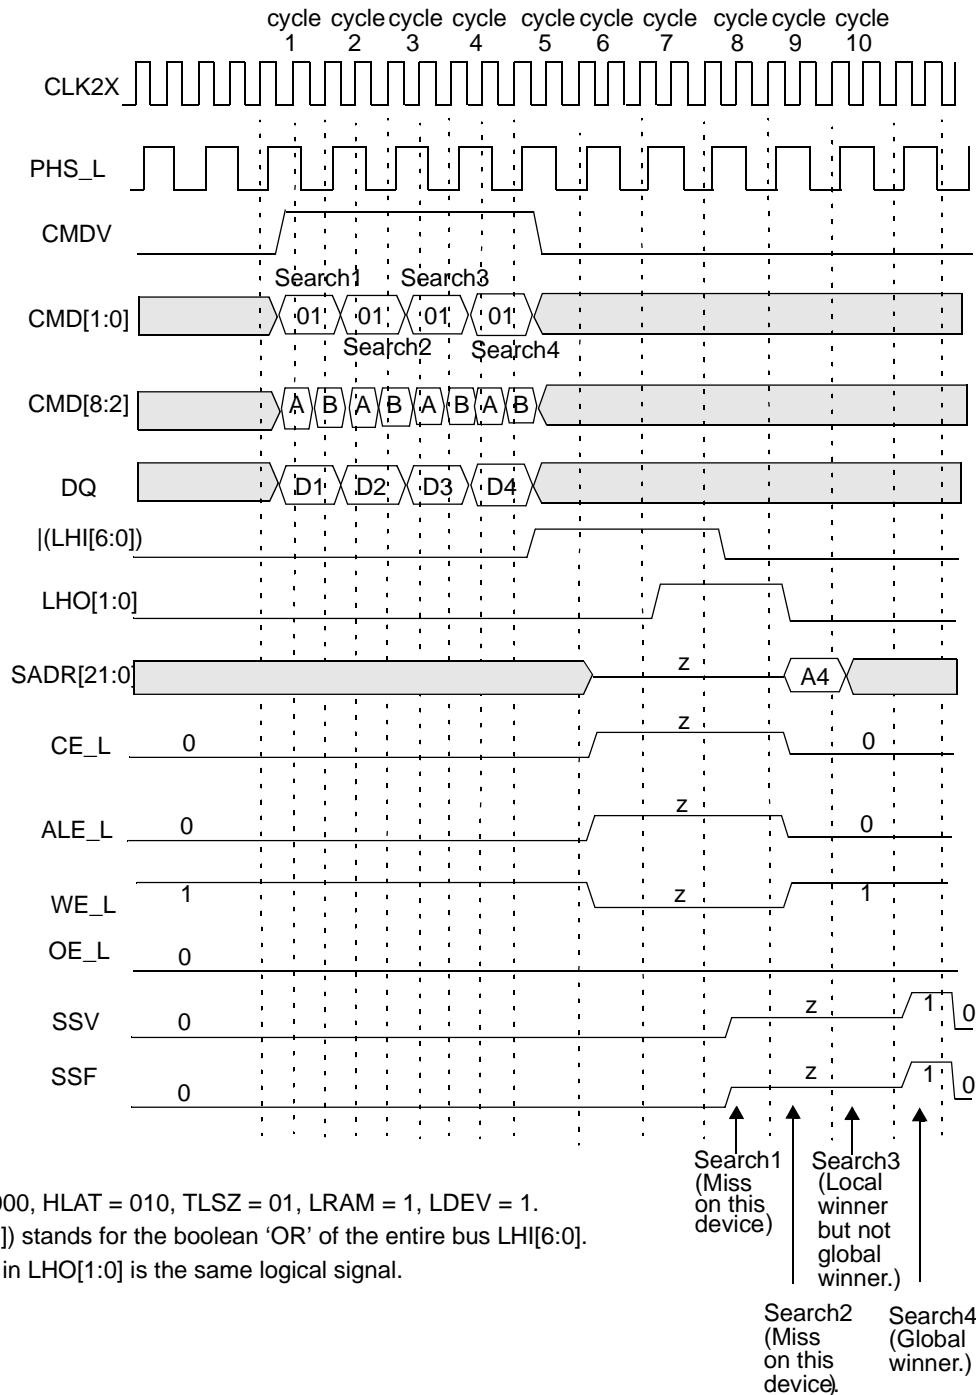 cycle cycle cycle cycle cycle cycle cycle cycle cycle cycle
1 2 3 4 5 6 7 8 9 10
CLK2X
PHS_L
CMDV
Search1 Search3
CMD[1:0] 01 01 01 01
Search2 Search4
CMD[8:2] A B A B A B A B
DQ D1 D2 D3 D4
|(LHI[6:0])
LHO[1:0]
SADR[21:0] z A4
CE_L 0 z 0
ALE_L 0 z 0
WE_L 1 z 1
OE_L 0
SSV 0 z 1 0
SSF 0 z 1 0
Search1
(Miss
on this
device)
Search3
(Local
winner
but not
global
winner.)
Search2
(Miss
on this
device).
Search4
(Global
winner.)
000, HLAT = 010, TLSZ = 01, LRAM = 1, LDEV = 1.
]) stands for the boolean ‘OR’ of the entire bus LHI[6:0].
in LHO[1:0] is the same logical signal.